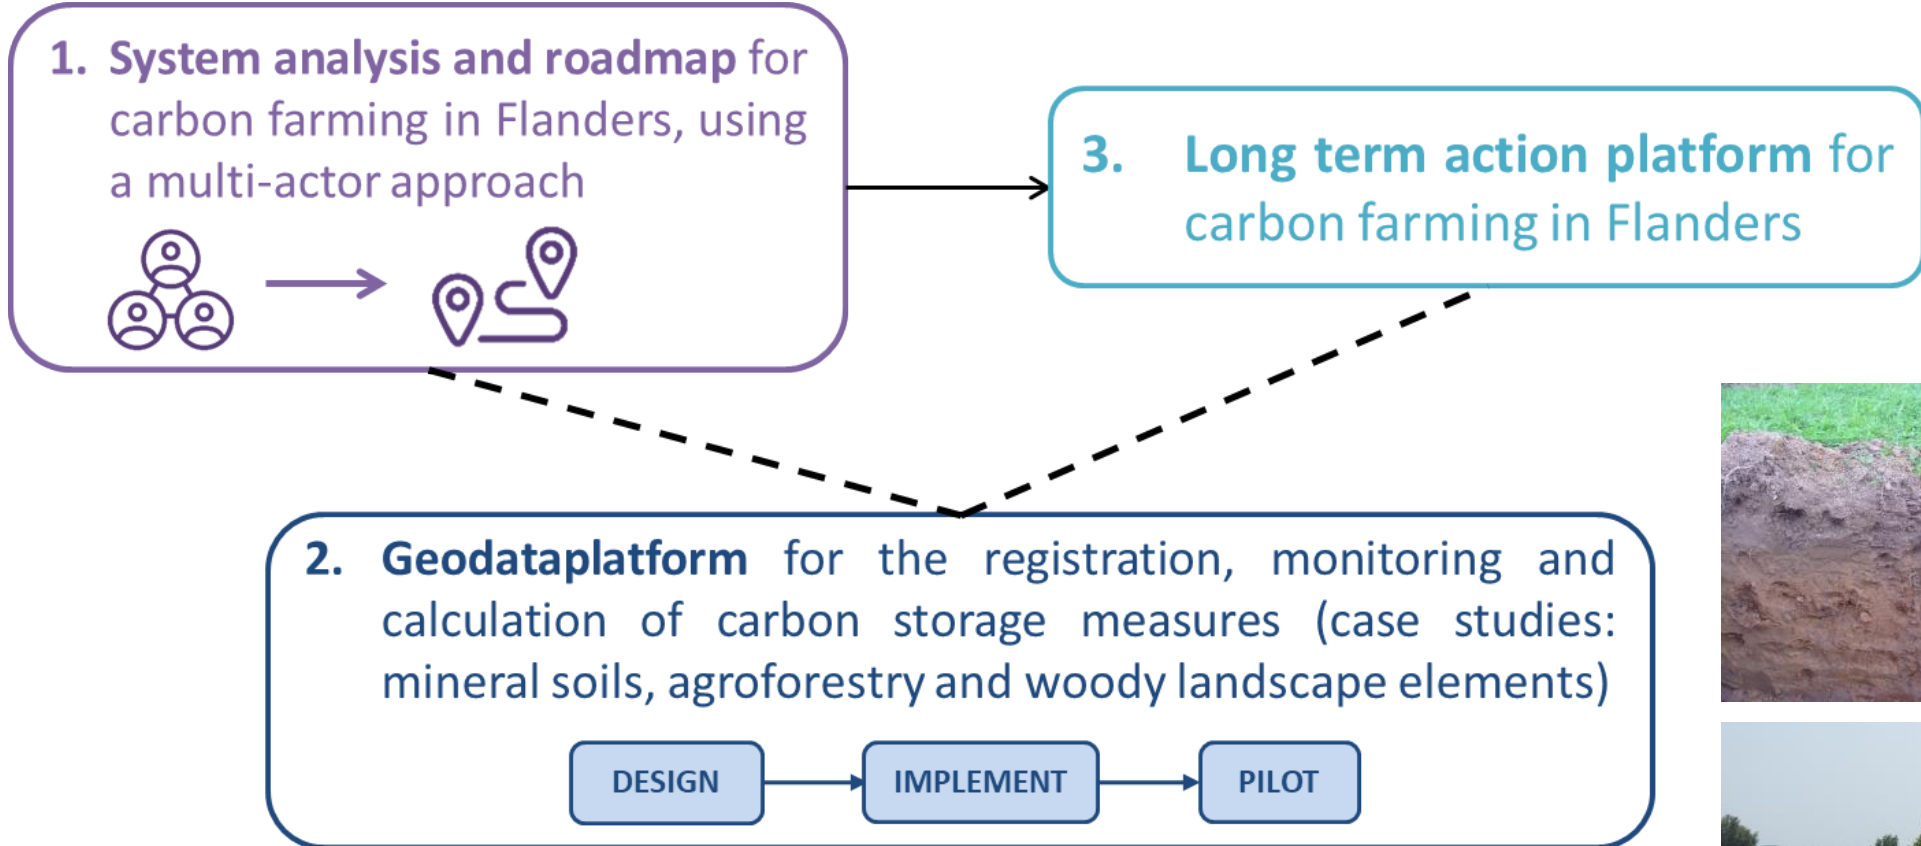 1. System analysis and roadmap for
carbon farming in Flanders, using
a multi-actor approach
3. Long term action platform for
carbon farming in Flanders
2. Geodataplatform for the registration, monitoring and
calculation of carbon storage measures (case studies:
mineral soils, agroforestry and woody landscape elements)
DESIGN
IMPLEMENT
PILOT